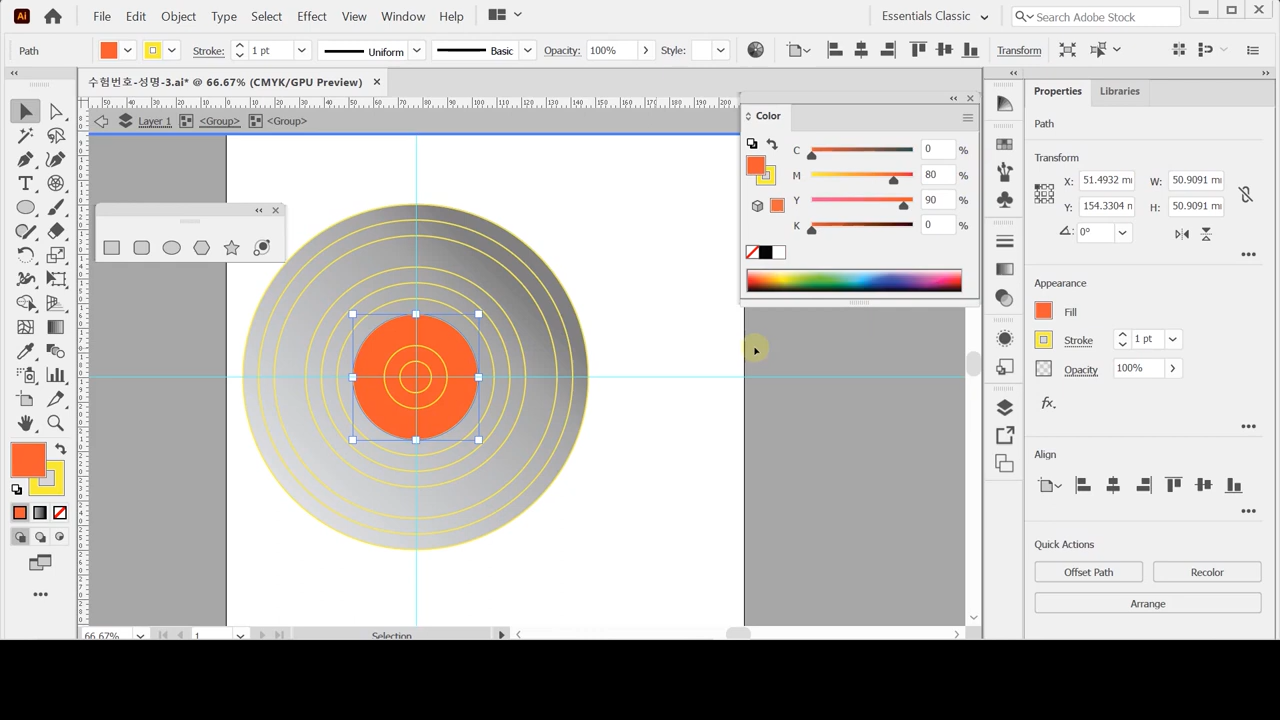 Ai File Edit Object Type Select Effect View Window Help Essentials Classic Search Adobe Stock
Path Stroke: 1 pt Uniform Basic Opacity: 100% Style: Transform
수험번호-성명-3.ai* @ 66.67% (CMYK/GPU Preview)
Layer 1 <Group> <Group>
Color
C 0 %
M 80 %
Y 90 %
K 0 %
Properties Libraries
Path
Transform
X: 51.4932 W: 50.9091
Y: 154.3304 H: 50.9091
0°
Appearance
Fill
Stroke 1 pt
Opacity 100%
fx.
Align
Quick Actions
Offset Path Recolor
Arrange
66.67% 1 Selection